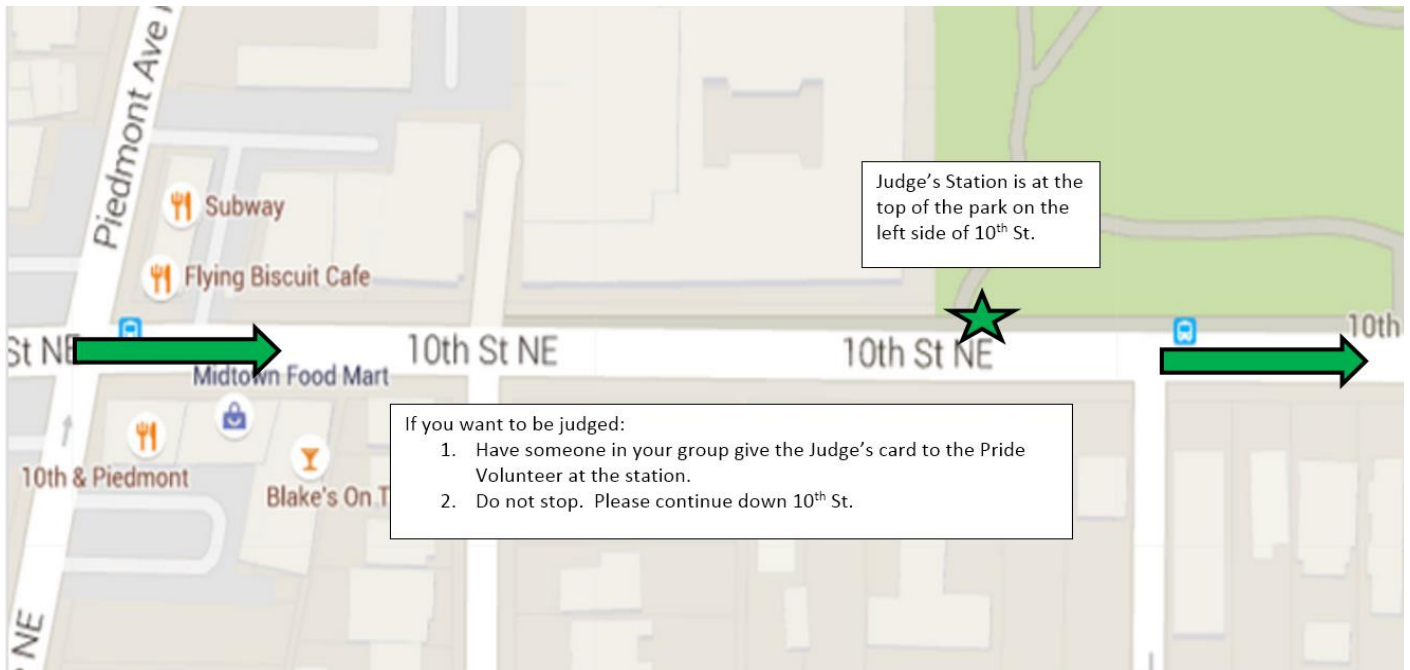 Piedmont Ave
Subway
Flying Biscuit Cafe
Judge's Station is at the
top of the park on the
left side of 10th St.
St NE
10th St NE
10th St NE
10th
Midtown Food Mart
10th & Piedmont
Blake's On T
If you want to be judged:
1. Have someone in your group give the Judge's card to the Pride
Volunteer at the station.
2. Do not stop. Please continue down 10th St.
NE